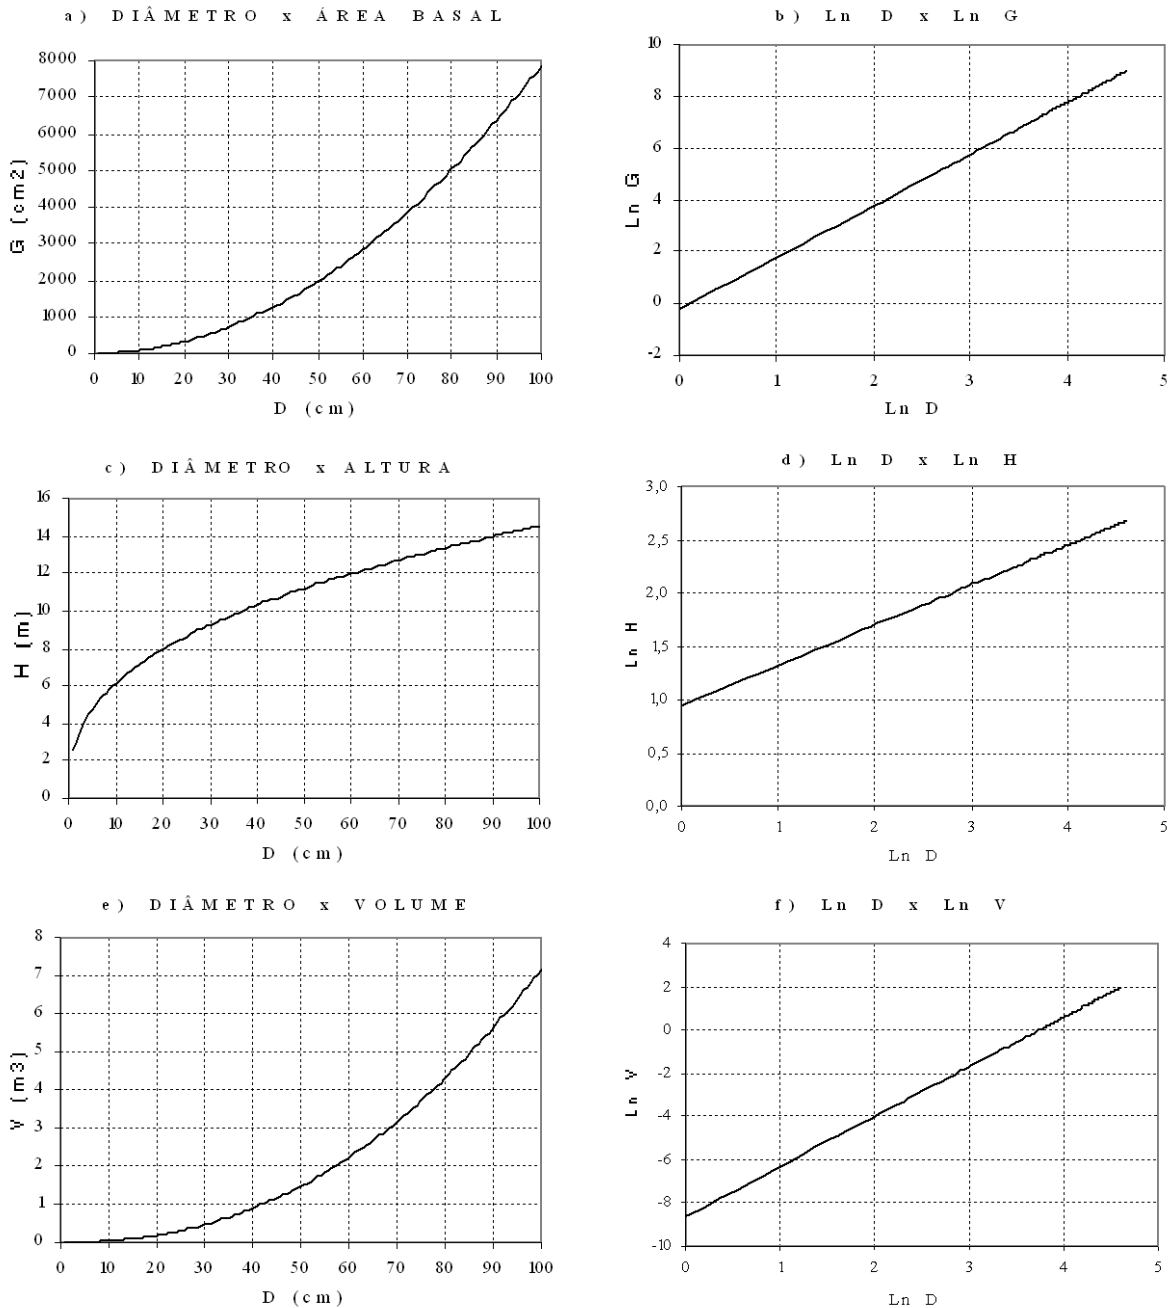 a) DIÂMETRO x ÁREA BASAL
8000
7000
6000
5000
4000
3000
2000
1000
0
G (cm2)
0 10 20 30 40 50 60 70 80 90 100
D (cm)
b) Ln D x Ln G
10
8
6
4
2
0
-2
Ln G
0 1 2 3 4 5
Ln D
c) DIÂMETRO x ALTURA
16
14
12
10
8
6
4
2
0
H (m)
0 10 20 30 40 50 60 70 80 90 100
D (cm)
d) Ln D x Ln H
3,0
2,5
2,0
1,5
1,0
0,5
0,0
Ln H
0 1 2 3 4 5
Ln D
e) DIÂMETRO x VOLUME
8
7
6
5
4
3
2
1
0
V (m3)
0 10 20 30 40 50 60 70 80 90 100
D (cm)
f) Ln D x Ln V
4
2
0
-2
-4
-6
-8
-10
Ln V
0 1 2 3 4 5
Ln D